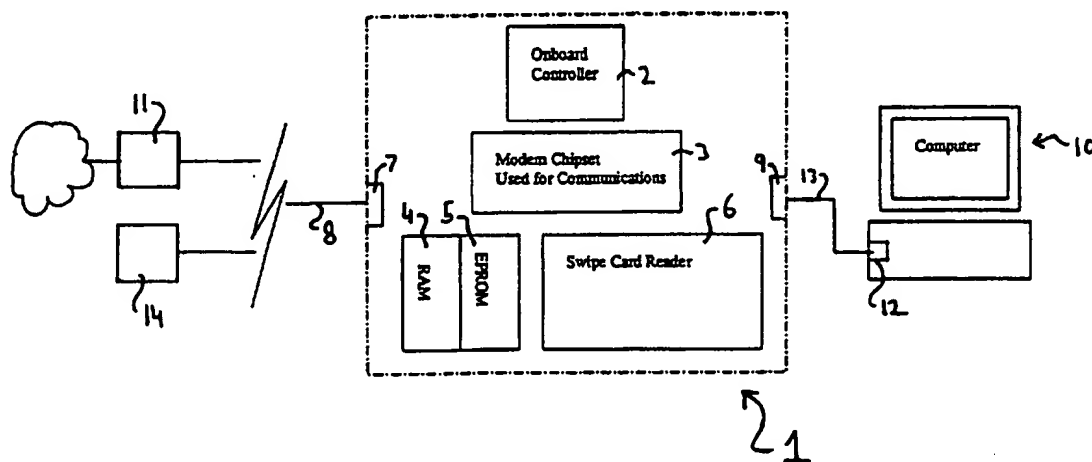 Onboard
Controller
2
11
Modem Chipset
Used for Communications
3
7
9
13
Computer
10
8
4
5
6
RAM
EPROM
Swipe Card Reader
14
12
1